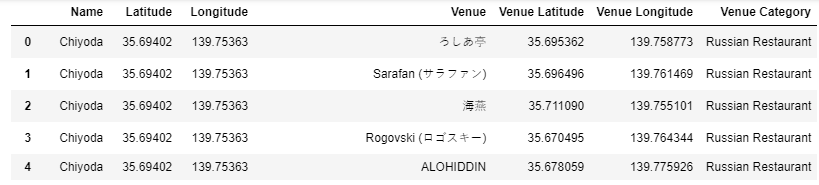 Name Latitude Longitude Venue Venue Latitude Venue Longitude Venue Category
0 Chiyoda 35.69402 139.75363 ろしあ亭 35.695362 139.758773 Russian Restaurant
1 Chiyoda 35.69402 139.75363 Sarafan (サラファン) 35.696496 139.761469 Russian Restaurant
2 Chiyoda 35.69402 139.75363 海燕 35.711090 139.755101 Russian Restaurant
3 Chiyoda 35.69402 139.75363 Rogovski (ロゴスキー) 35.670495 139.764344 Russian Restaurant
4 Chiyoda 35.69402 139.75363 ALOHIDDIN 35.678059 139.775926 Russian Restaurant